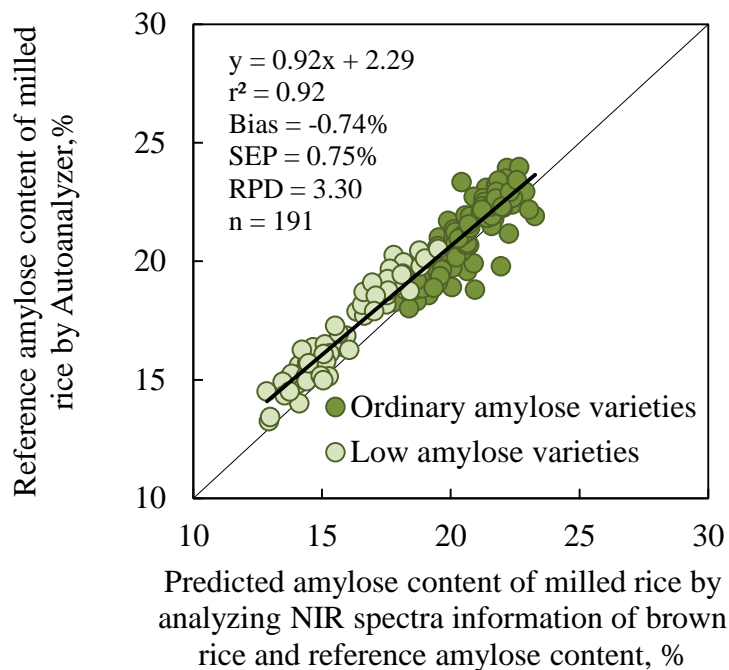 Reference amylose content of milled
rice by Autoanalyzer,%
30
25
20
15
10
y = 0.92x + 2.29
r² = 0.92
Bias = -0.74%
SEP = 0.75%
RPD = 3.30
n = 191
Ordinary amylose varieties
Low amylose varieties
10 15 20 25 30
Predicted amylose content of milled rice by
analyzing NIR spectra information of brown
rice and reference amylose content, %